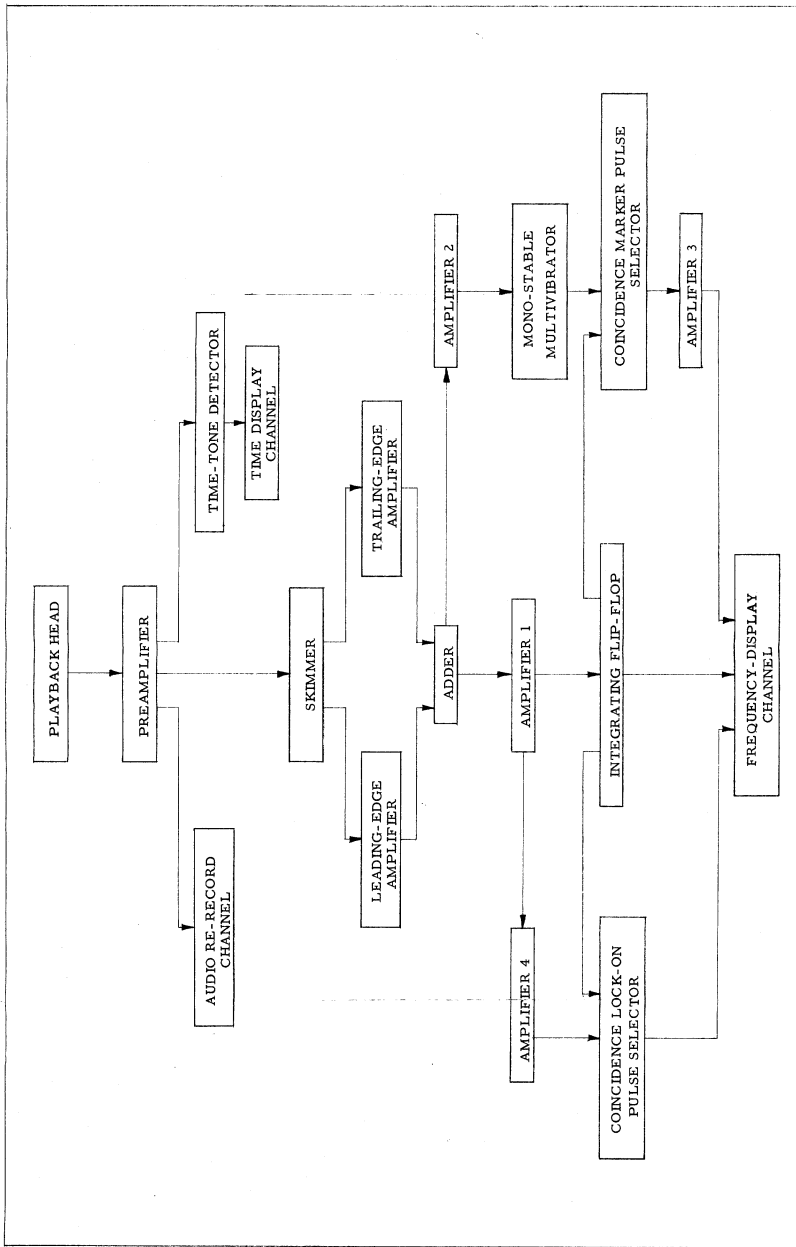 PLAYBACK HEAD
PREAMPLIFIER
AUDIO RE-RECORD
CHANNEL
TIME-TONE DETECTOR
TIME DISPLAY
CHANNEL
SKIMMER
LEADING-EDGE
AMPLIFIER
TRAILING-EDGE
AMPLIFIER
ADDER
AMPLIFIER 2
AMPLIFIER 4
AMPLIFIER 1
MONO-STABLE
MULTIVIBRATOR
COINCIDENCE LOCK-ON
PULSE SELECTOR
INTEGRATING FLIP-FLOP
COINCIDENCE MARKER PULSE
SELECTOR
AMPLIFIER 3
FREQUENCY-DISPLAY
CHANNEL